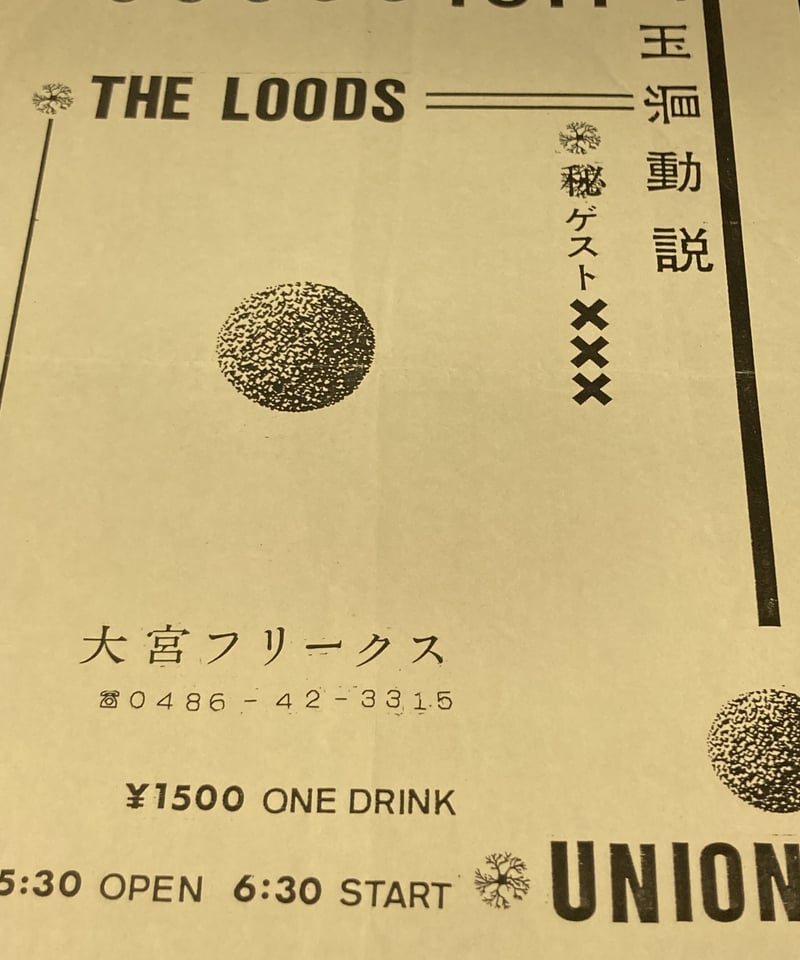 THE LOODS
玉
動説
秘ゲスト✖✖✖
大宮フリークス
☎0486-42-3315
¥1500 ONE DRINK
5:30 OPEN 6:30 START
UNION